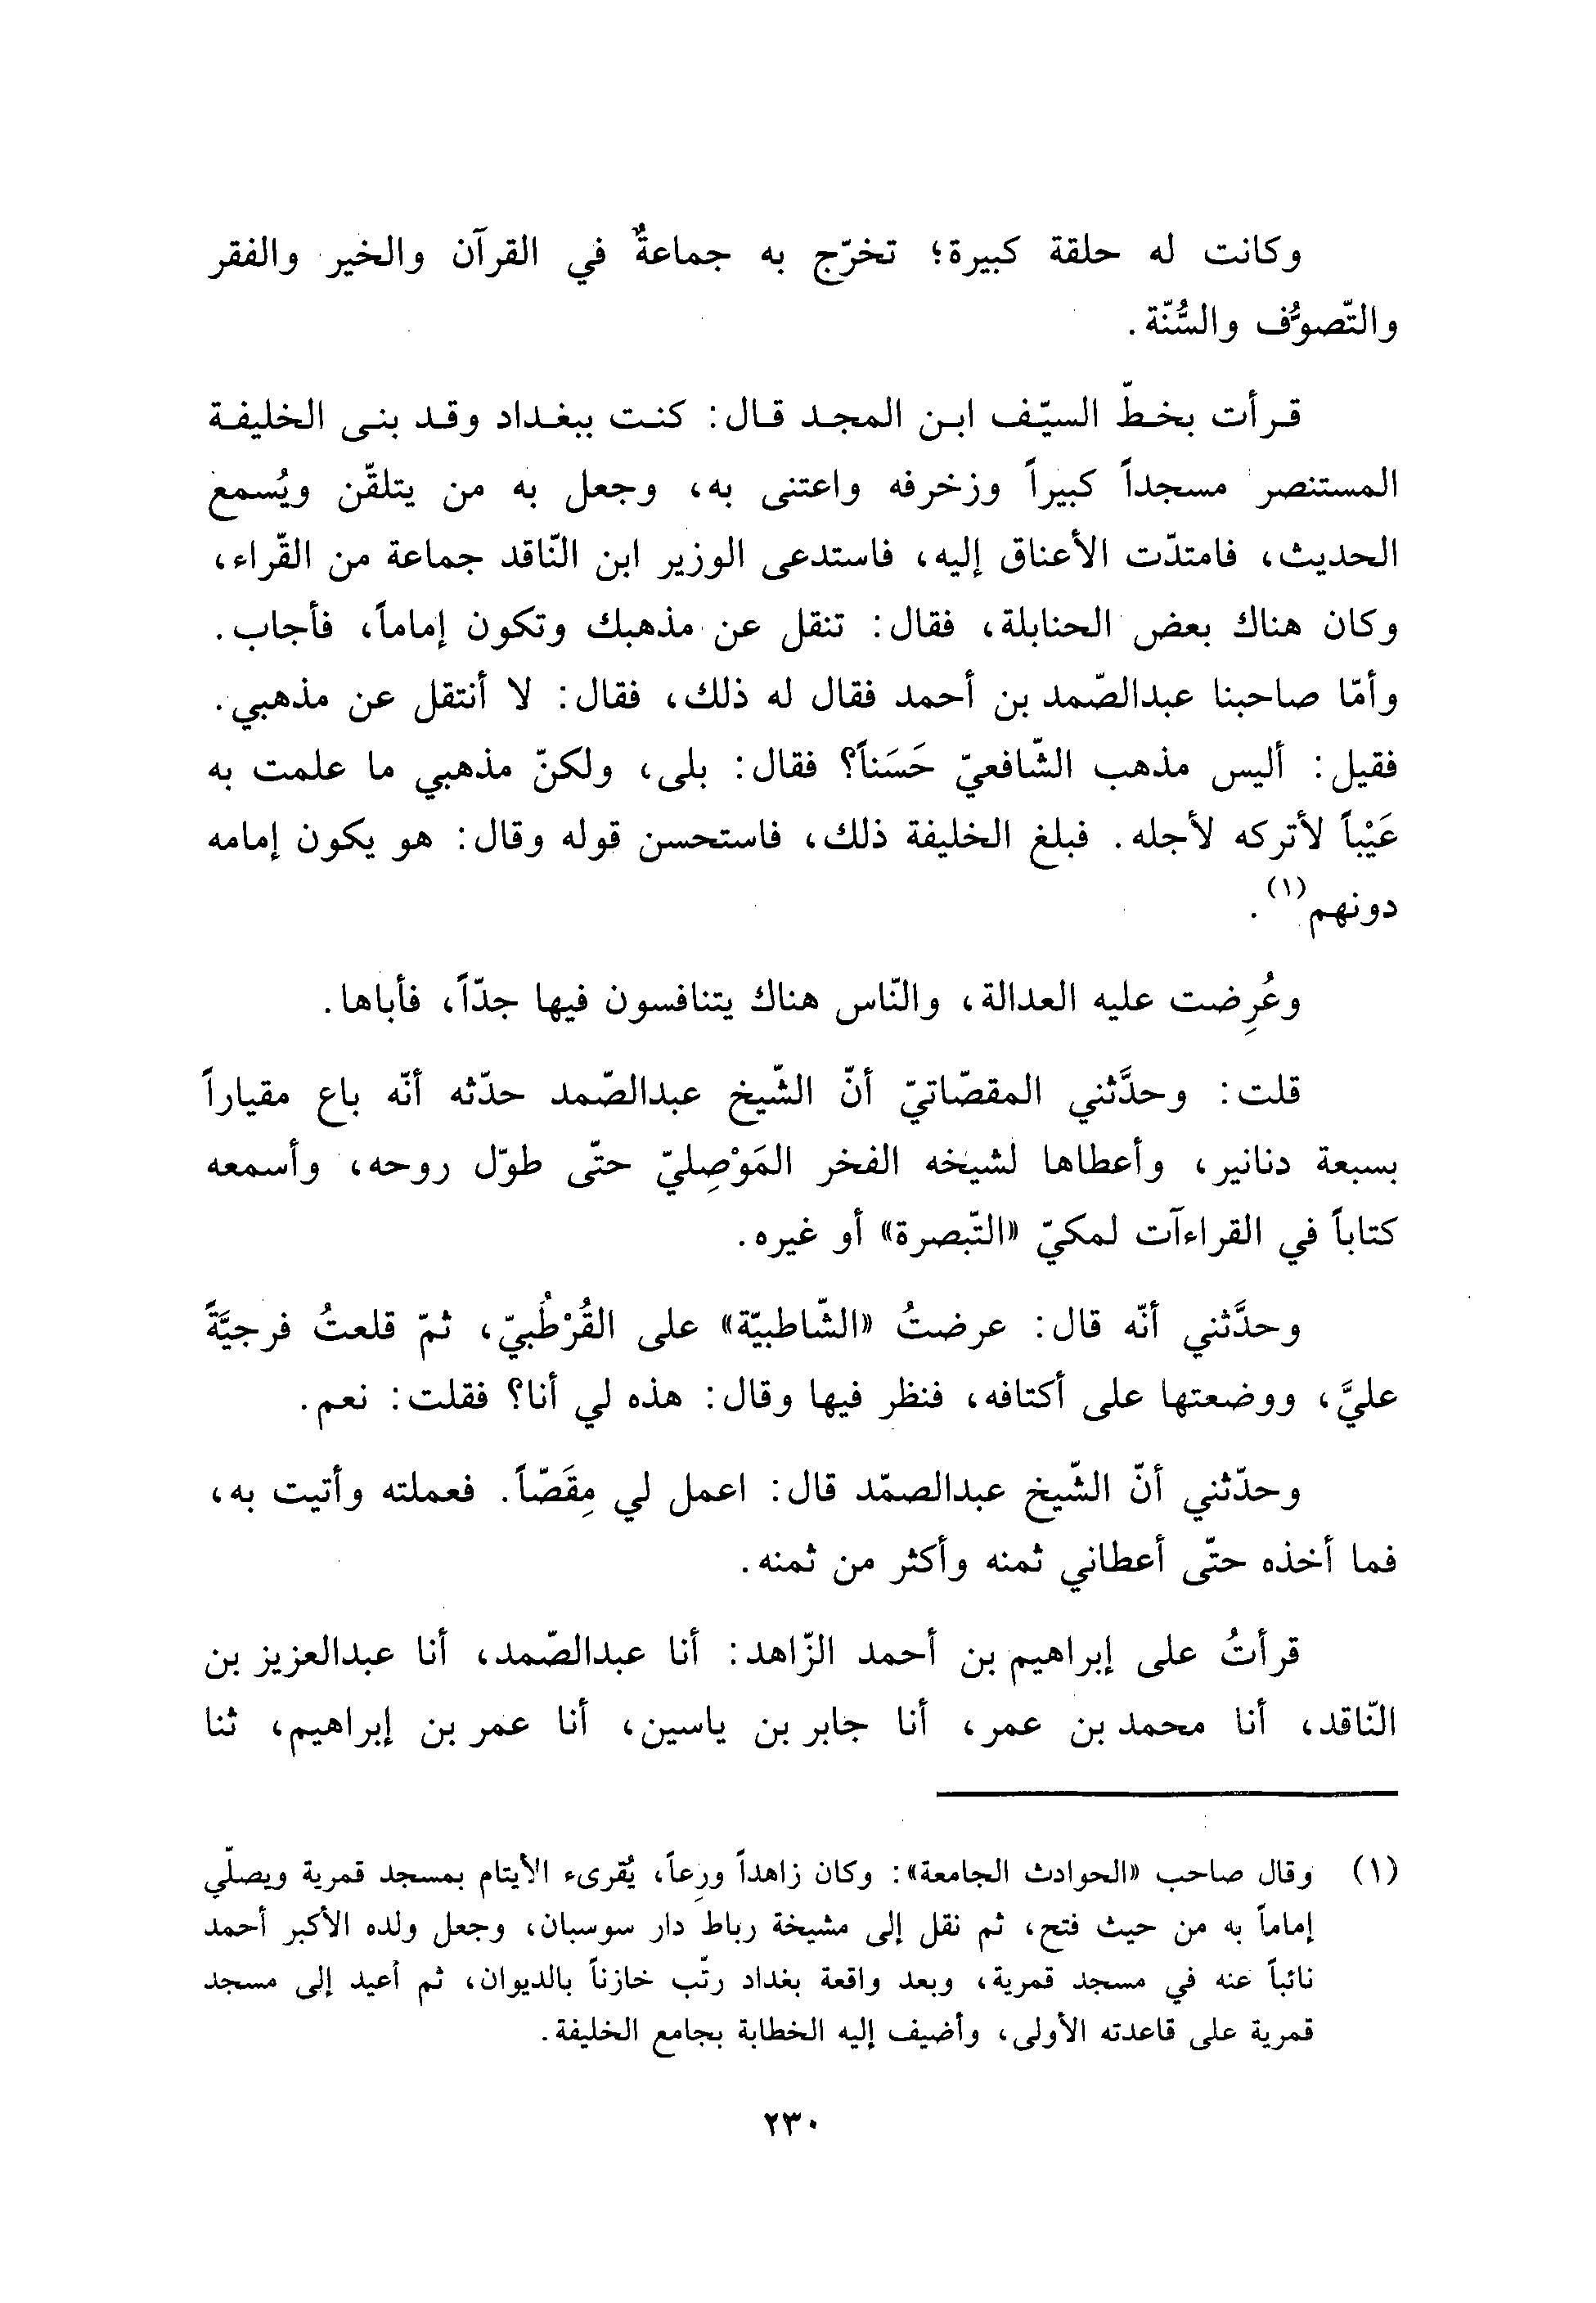 وكانت له حلقة كبيرة؛ تخرّج به جماعةٌ في القرآن والخير والفقر
والتّصوُّف والسُّنّة.
قرأت بخطّ السيّف ابن المجد قال: كنت ببغداد وقد بنى الخليفة
المستنصر مسجداً كبيراً وزخرفه واعتنى به، وجعل به من يتلقّن ويُسمع
الحديث، فامتدّت الأعناق إليه، فاستدعى الوزير ابن النّاقد جماعة من القّراء،
وكان هناك بعض الحنابلة، فقال: تنقل عن مذهبك وتكون إماماً، فأجاب.
وأمّا صاحبنا عبدالصّمد بن أحمد فقال له ذلك، فقال: لا أنتقل عن مذهبي.
فقيل: أليس مذهب الشّافعيّ حَسَناً؟ فقال: بلى، ولكنّ مذهبي ما علمت به
عَيْباً لأتركه لأجله. فبلغ الخليفة ذلك، فاستحسن قوله وقال: هو يكون إمامه
دونهم(١).
وعُرِضت عليه العدالة، والنّاس هناك يتنافسون فيها جدّاً، فأباها.
قلت: وحدَّثني المقصّاتيّ أنّ الشّيخ عبدالصّمد حدّثه أنّه باع مقياراً
بسبعة دنانير، وأعطاها لشيخه الفخر المَوْصِليّ حتّى طوّل روحه، وأسمعه
كتاباً في القراءآت لمكيّ «التّبصرة» أو غيره.
وحدَّثني أنّه قال: عرضتُ «الشّاطبيّة» على القُرْطُبيّ، ثمّ قلعتُ فرجيَّةً
عليَّ، ووضعتها على أكتافه، فنظر فيها وقال: هذه لي أنا؟ فقلت: نعم.
وحدّثني أنّ الشّيخ عبدالصمّد قال: اعمل لي مِقَصّاً. فعملته وأتيت به،
فما أخذه حتّى أعطاني ثمنه وأكثر من ثمنه.
قرأتُ على إبراهيم بن أحمد الزّاهد: أنا عبدالصّمد، أنا عبدالعزيز بن
النّاقد، أنا محمد بن عمر، أنا جابر بن ياسين، أنا عمر بن إبراهيم، ثنا
(١) وقال صاحب «الحوادث الجامعة»: وكان زاهداً ورِعاً، يُقرىء الأيتام بمسجد قمرية ويصلّي
إماماً به من حيث فتح، ثم نقل إلى مشيخة رباط دار سوسبان، وجعل ولده الأكبر أحمد
نائباً عنه في مسجد قمرية، وبعد واقعة بغداد رتّب خازناً بالديوان، ثم أعيد إلى مسجد
قمرية على قاعدته الأولى، وأضيف إليه الخطابة بجامع الخليفة.
٢٣٠